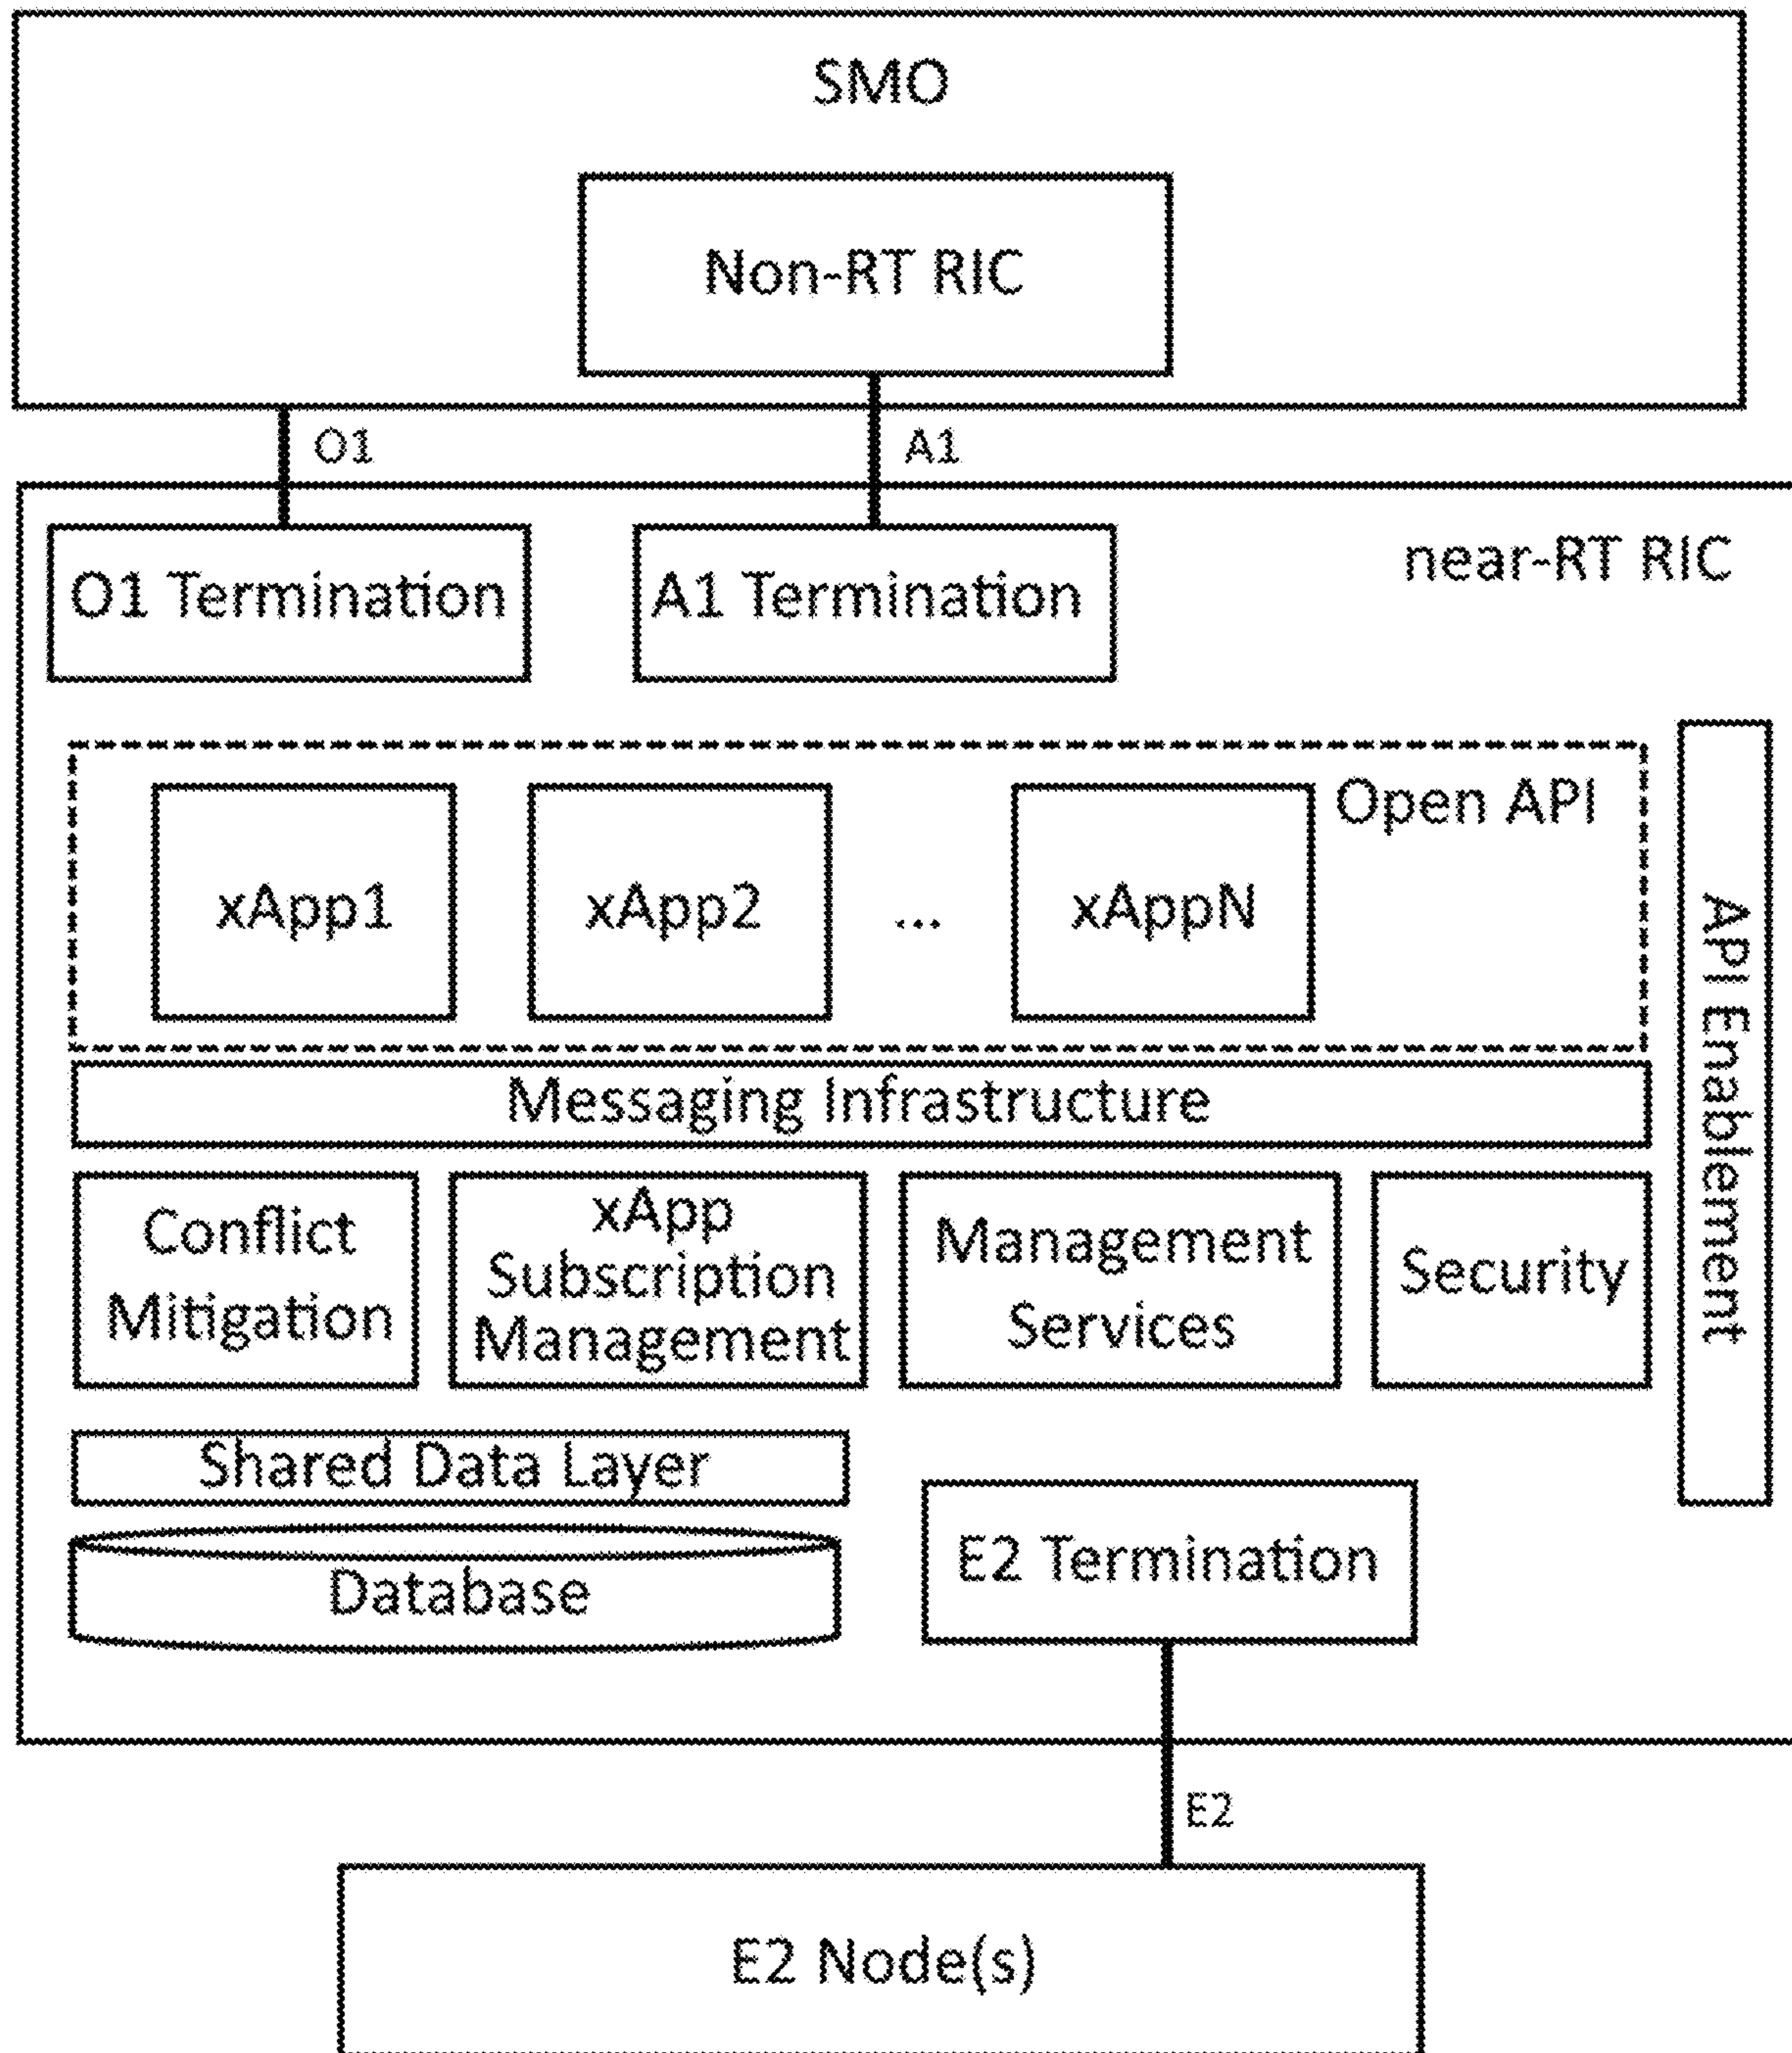 SMO
Non-RT RIC
O1
A1
near-RT RIC
O1 Termination
A1 Termination
Open API
xApp1
xApp2
...
xAppN
API Enablement
Messaging Infrastructure
Conflict
Mitigation
xApp
Subscription
Management
Management
Services
Security
Shared Data Layer
Database
E2 Termination
E2
E2 Node(s)